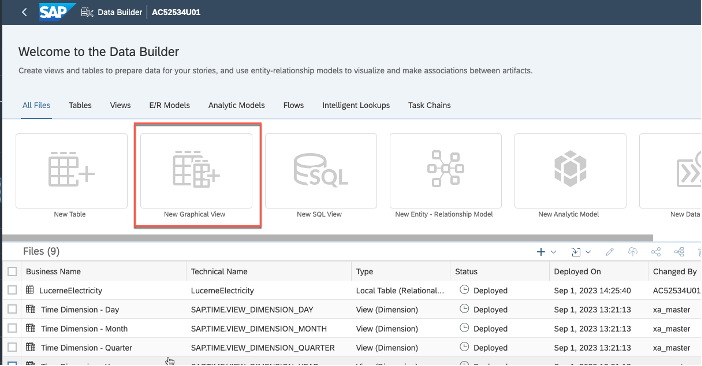 SAP Data Builder AC52534U01
Welcome to the Data Builder
Create views and tables to prepare data for your stories, and use entity-relationship models to visualize and make associations between artifacts.
All Files Tables Views E/R Models Analytic Models Flows Intelligent Lookups Task Chains
SQL
New Table New Graphical View New SQL View New Entity - Relationship Model New Analytic Model New Data
Files (9)
Business Name Technical Name Type Status Deployed On Changed By
LucerneElectricity LucerneElectricity Local Table (Relational... Deployed Sep 1, 2023 14:25:40 AC52534U01
Time Dimension - Day SAP.TIME.VIEW_DIMENSION_DAY View (Dimension) Deployed Sep 1, 2023 13:21:13 xa_master
Time Dimension - Month SAP.TIME.VIEW_DIMENSION_MONTH View (Dimension) Deployed Sep 1, 2023 13:21:13 xa_master
Time Dimension - Quarter SAP.TIME.VIEW_DIMENSION_QUARTER View (Dimension) Deployed Sep 1, 2023 13:21:13 xa_master